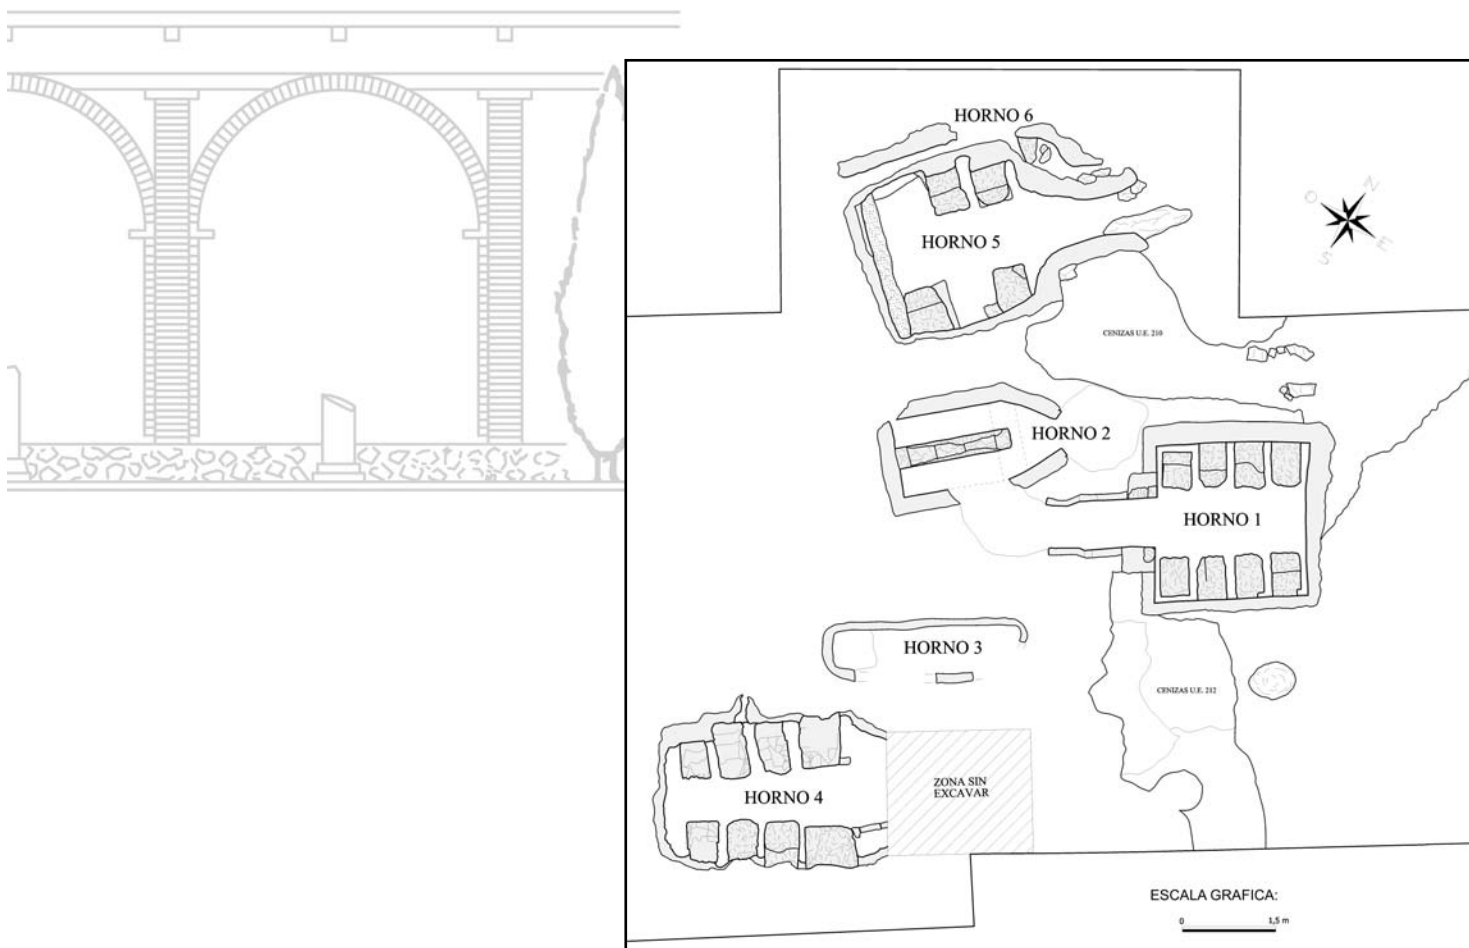 HORNO 6
HORNO 5
N
O
E
S
CENIZAS U.E. 210
HORNO 2
HORNO 1
HORNO 3
CENIZAS U.E. 212
HORNO 4
ZONA SIN
EXCAVAR
ESCALA GRAFICA:
0 1,5 m